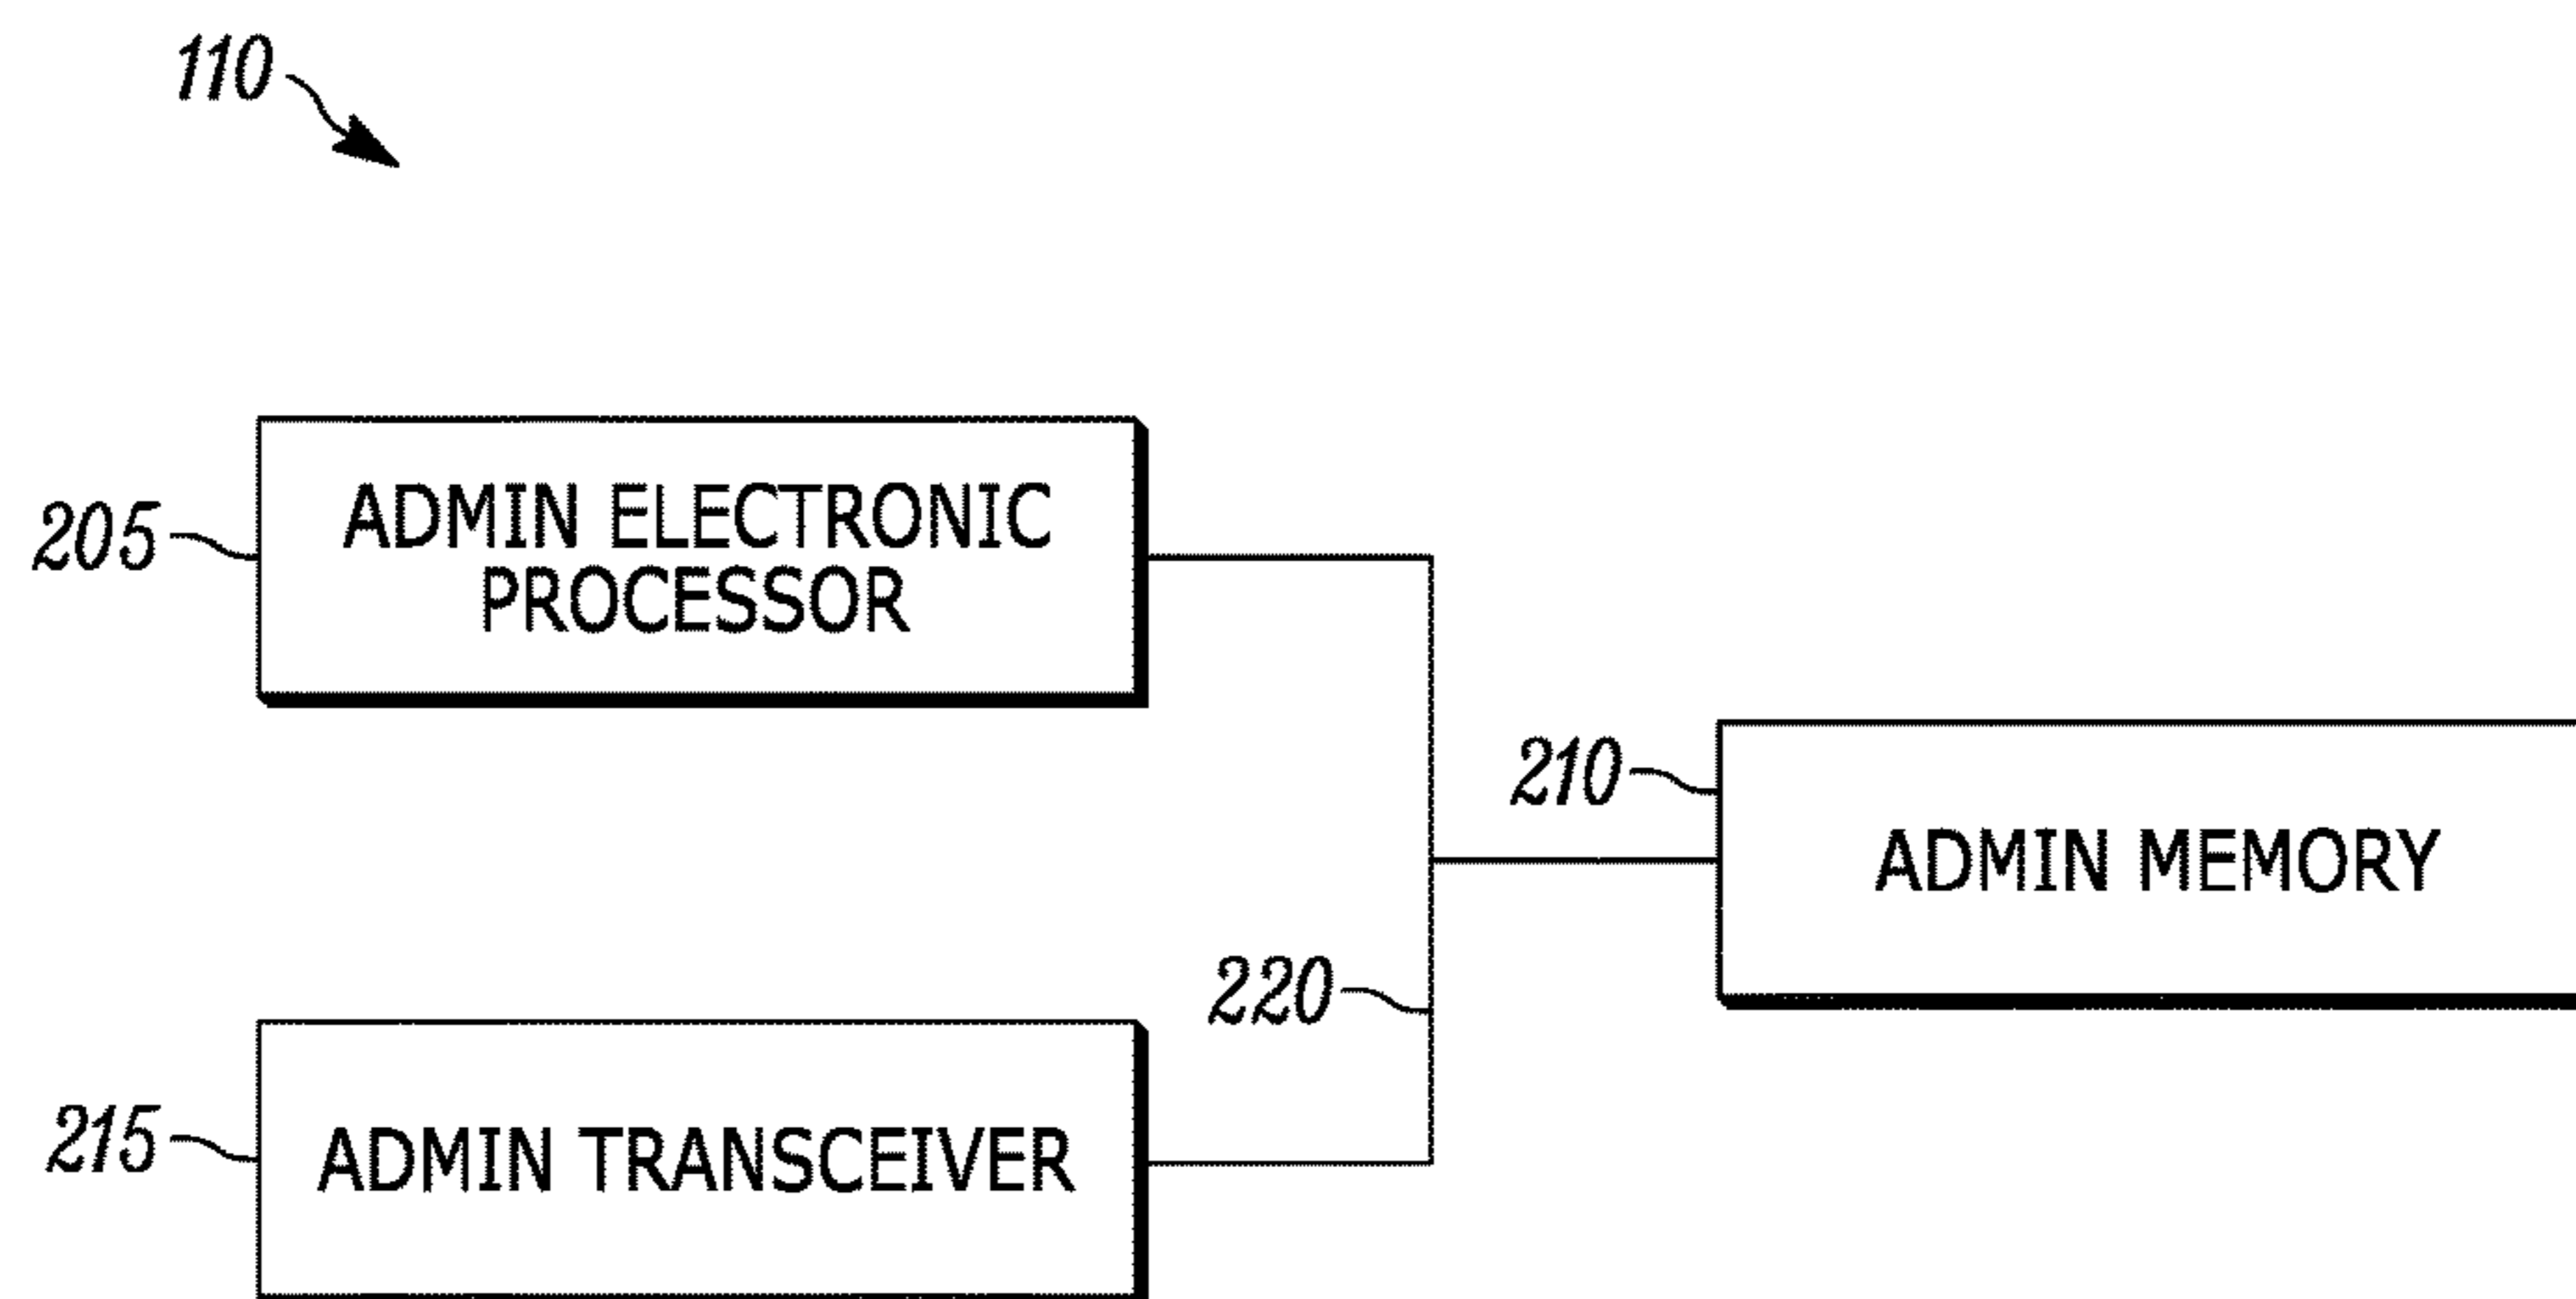 110
205
ADMIN ELECTRONIC
PROCESSOR
210
ADMIN MEMORY
220
215
ADMIN TRANSCEIVER